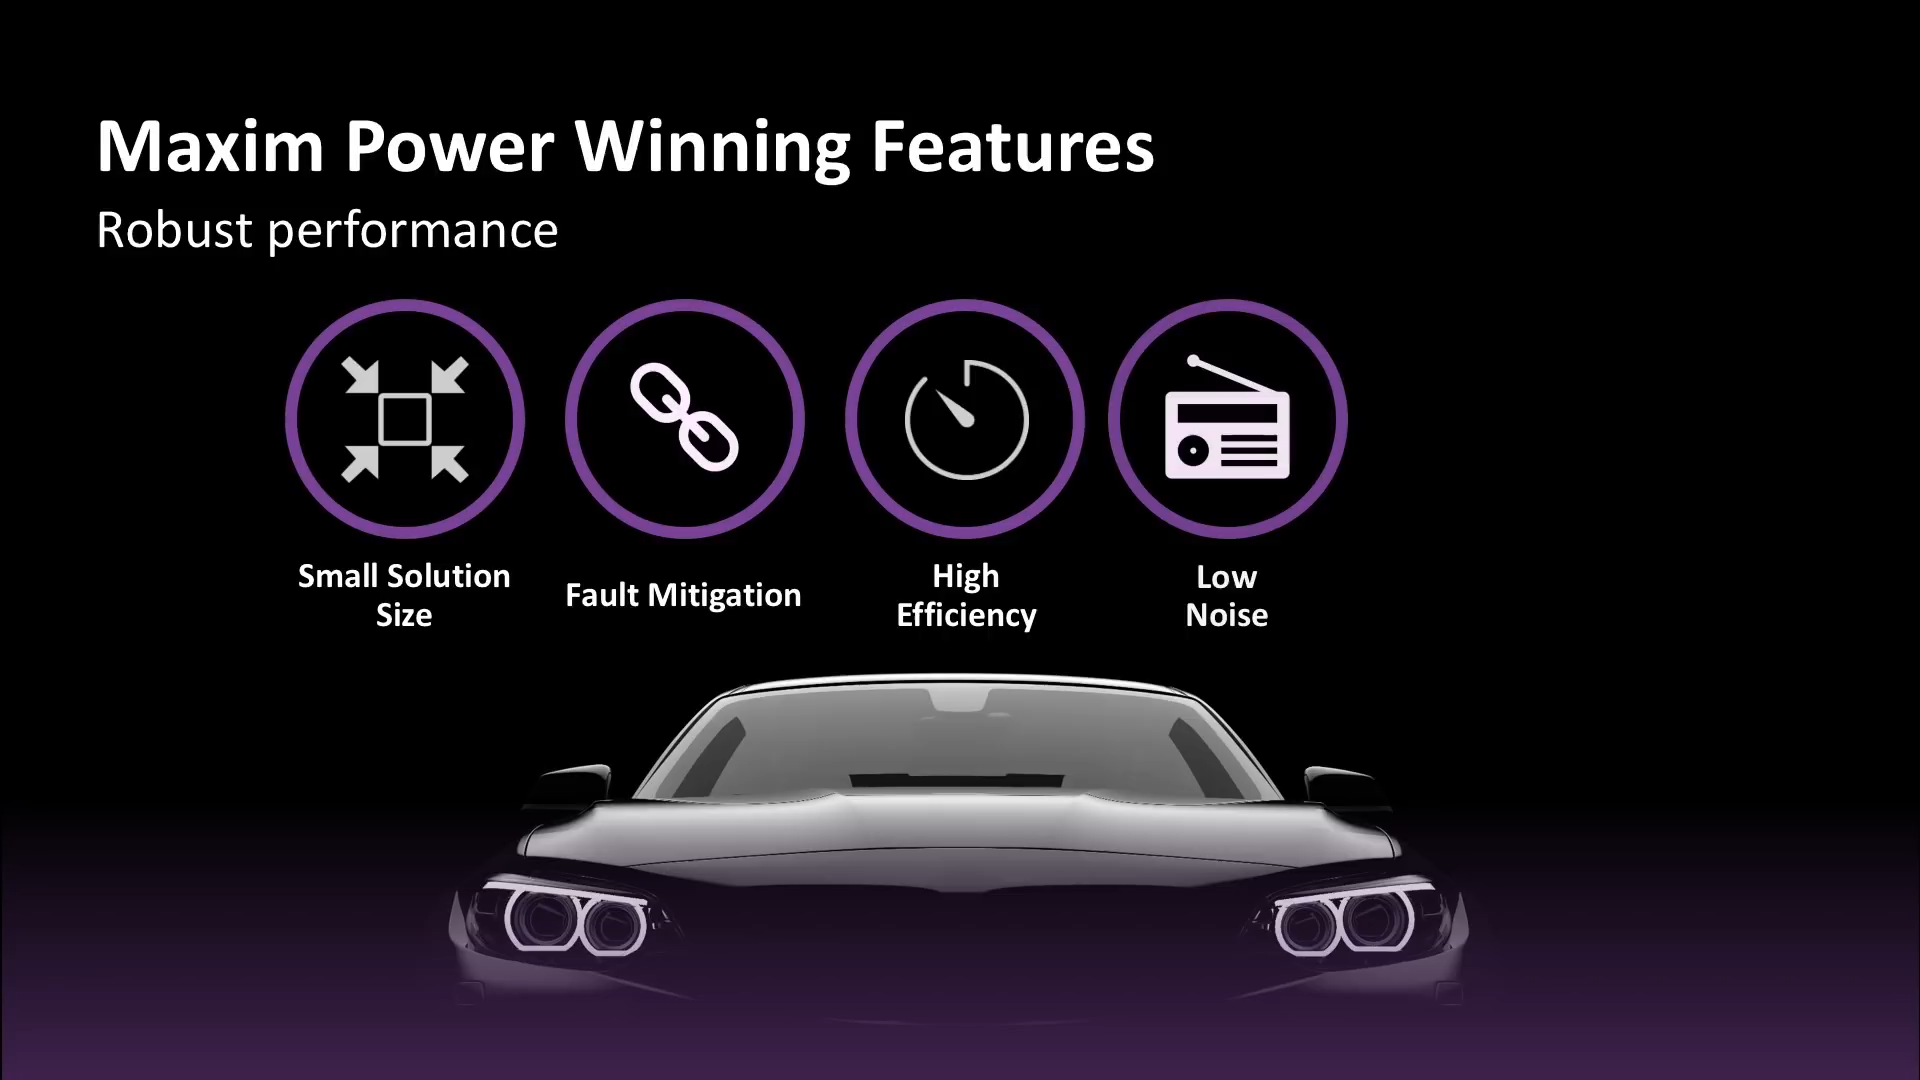 Maxim Power Winning Features
Robust performance
Small Solution
Size
Fault Mitigation
High
Efficiency
Low
Noise